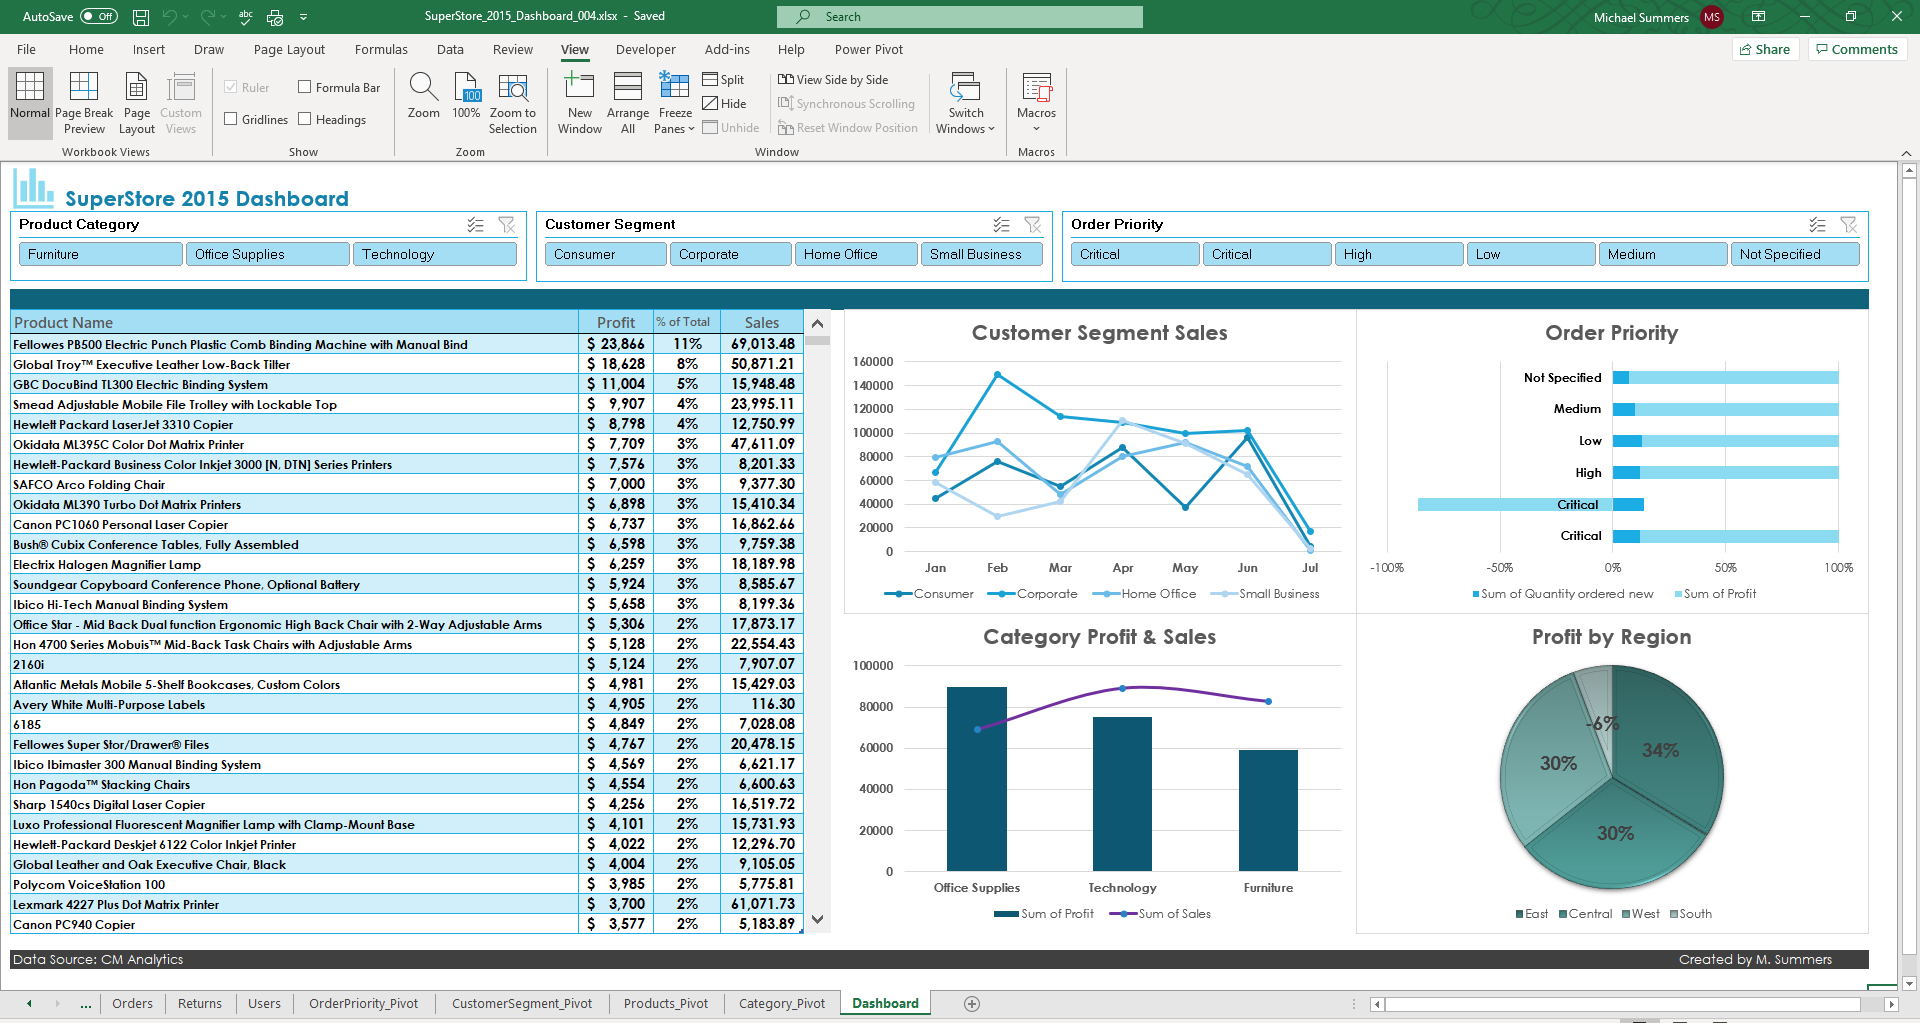 AutoSave Off abc SuperStore_2015_Dashboard_004.xlsx - Saved Search Michael Summers MS
File Home Insert Draw Page Layout Formulas Data Review View Developer Add-ins Help Power Pivot Share Comments
Normal Page Break Preview Page Layout Custom Views
Workbook Views
Ruler Formula Bar
Gridlines Headings
Show
Zoom 100 100% Zoom to Selection
Zoom
New Window Arrange All Freeze Panes
Split View Side by Side
Hide Synchronous Scrolling
Unhide Reset Window Position
Switch Windows
Window
Macros
Macros
SuperStore 2015 Dashboard
Product Category
Furniture Office Supplies Technology
Customer Segment
Consumer Corporate Home Office Small Business
Order Priority
Critical Critical High Low Medium Not Specified
Product Name Profit % of Total Sales
Fellowes PB500 Electric Punch Plastic Comb Binding Machine with Manual Bind $ 23,866 11% 69,013.48
Global Troy™ Executive Leather Low-Back Tilter $ 18,628 8% 50,871.21
GBC DocuBind TL300 Electric Binding System $ 11,004 5% 15,948.48
Smead Adjustable Mobile File Trolley with Lockable Top $ 9,907 4% 23,995.11
Hewlett Packard LaserJet 3310 Copier $ 8,798 4% 12,750.99
Okidata ML395C Color Dot Matrix Printer $ 7,709 3% 47,611.09
Hewlett-Packard Business Color Inkjet 3000 [N, DTN] Series Printers $ 7,576 3% 8,201.33
SAFCO Arco Folding Chair $ 7,000 3% 9,377.30
Okidata ML390 Turbo Dot Matrix Printers $ 6,898 3% 15,410.34
Canon PC1060 Personal Laser Copier $ 6,737 3% 16,862.66
Bush® Cubix Conference Tables, Fully Assembled $ 6,598 3% 9,759.38
Electrix Halogen Magnifier Lamp $ 6,259 3% 18,189.98
Soundgear Copyboard Conference Phone, Optional Battery $ 5,924 3% 8,585.67
Ibico Hi-Tech Manual Binding System $ 5,658 3% 8,199.36
Office Star - Mid Back Dual function Ergonomic High Back Chair with 2-Way Adjustable Arms $ 5,306 2% 17,873.17
Hon 4700 Series Mobuis™ Mid-Back Task Chairs with Adjustable Arms $ 5,128 2% 22,554.43
2160i $ 5,124 2% 7,907.07
Atlantic Metals Mobile 5-Shelf Bookcases, Custom Colors $ 4,981 2% 15,429.03
Avery White Multi-Purpose Labels $ 4,905 2% 116.30
6185 $ 4,849 2% 7,028.08
Fellowes Super Stor/Drawer® Files $ 4,767 2% 20,478.15
Ibico Ibimaster 300 Manual Binding System $ 4,569 2% 6,621.17
Hon Pagoda™ Stacking Chairs $ 4,554 2% 6,600.63
Sharp 1540cs Digital Laser Copier $ 4,256 2% 16,519.72
Luxo Professional Fluorescent Magnifier Lamp with Clamp-Mount Base $ 4,101 2% 15,731.93
Hewlett-Packard Deskjet 6122 Color Inkjet Printer $ 4,022 2% 12,296.70
Global Leather and Oak Executive Chair, Black $ 4,004 2% 9,105.05
Polycom VoiceStation 100 $ 3,985 2% 5,775.81
Lexmark 4227 Plus Dot Matrix Printer $ 3,700 2% 61,071.73
Canon PC940 Copier $ 3,577 2% 5,183.89
Customer Segment Sales
160000
140000
120000
100000
80000
60000
40000
20000
0
Jan Feb Mar Apr May Jun Jul
Consumer Corporate Home Office Small Business
Order Priority
Not Specified
Medium
Low
High
Critical
Critical
-100% -50% 0% 50% 100%
Sum of Quantity ordered new Sum of Profit
Category Profit & Sales
100000
80000
60000
40000
20000
0
Office Supplies Technology Furniture
Sum of Profit Sum of Sales
Profit by Region
-6%
34%
30%
30%
East Central West South
Data Source: CM Analytics Created by M. Summers
... Orders Returns Users OrderPriority_Pivot CustomerSegment_Pivot Products_Pivot Category_Pivot Dashboard